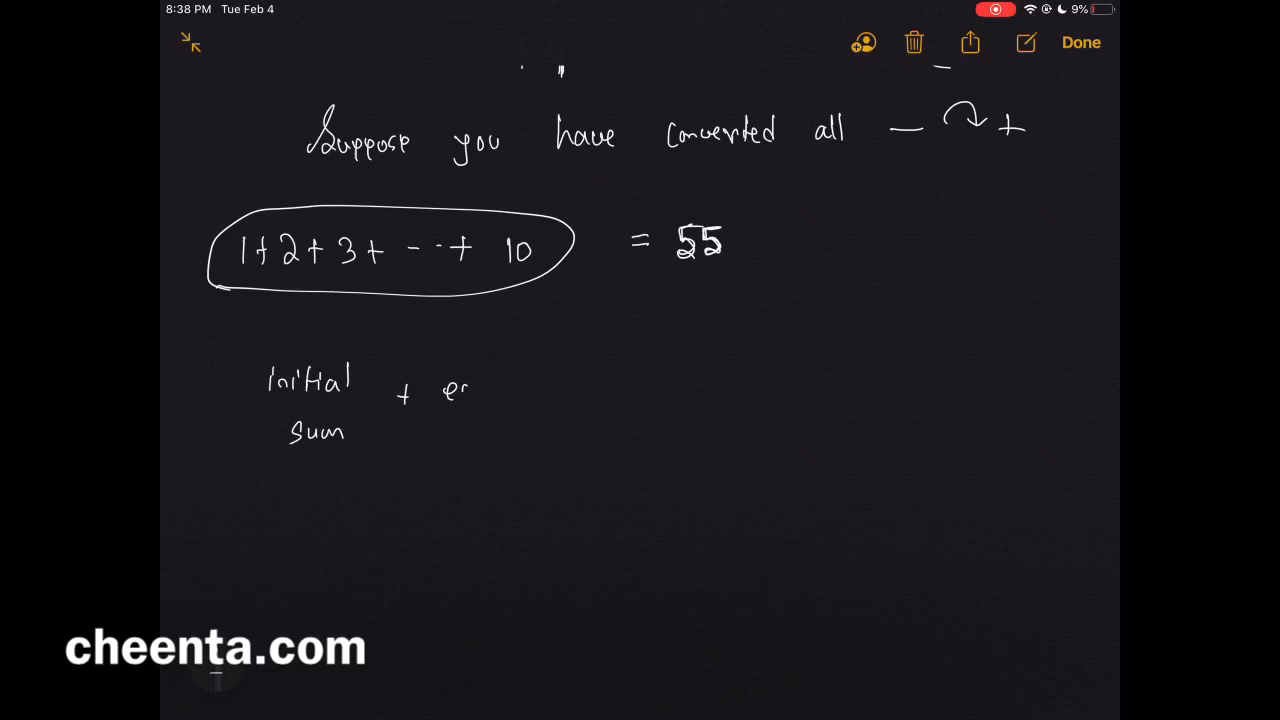 8:38 PM Tue Feb 4
9%
Done
Suppose you have converted all — ↷ +
1 + 2 + 3 + - - - + 10 = 55
initial + er
sum
cheenta.com